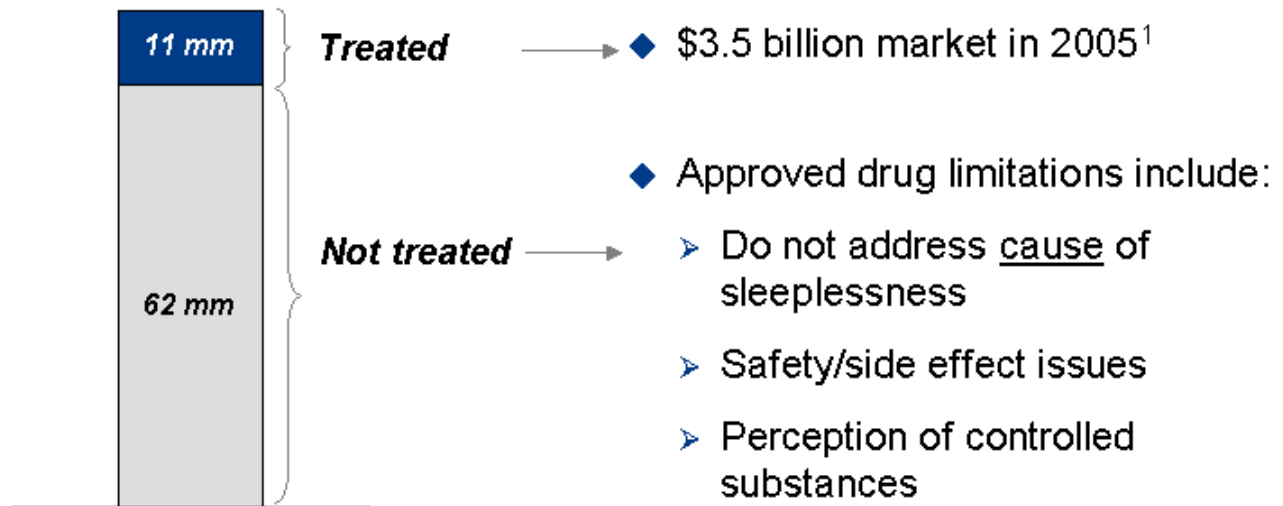 11 mm
Treated
$3.5 billion market in 2005¹
Approved drug limitations include:
Not treated
Do not address cause of
sleeplessness
62 mm
Safety/side effect issues
Perception of controlled
substances